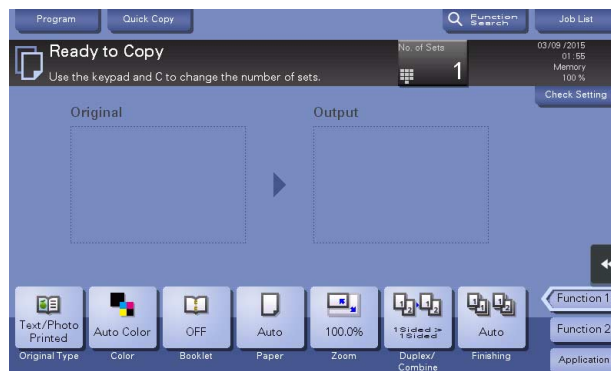 Program
Quick Copy
Function
Search
Job List
Ready to Copy
Use the keypad and C to change the number of sets.
No. of Sets
1
03/09 /2015
01:55
Memory
100 %
Check Setting
Original
Output
Text/Photo
Printed
Auto Color
OFF
Auto
100.0%
1Sided >
1Sided
Auto
Original Type
Color
Booklet
Paper
Zoom
Duplex/
Combine
Finishing
Function 1
Function 2
Application